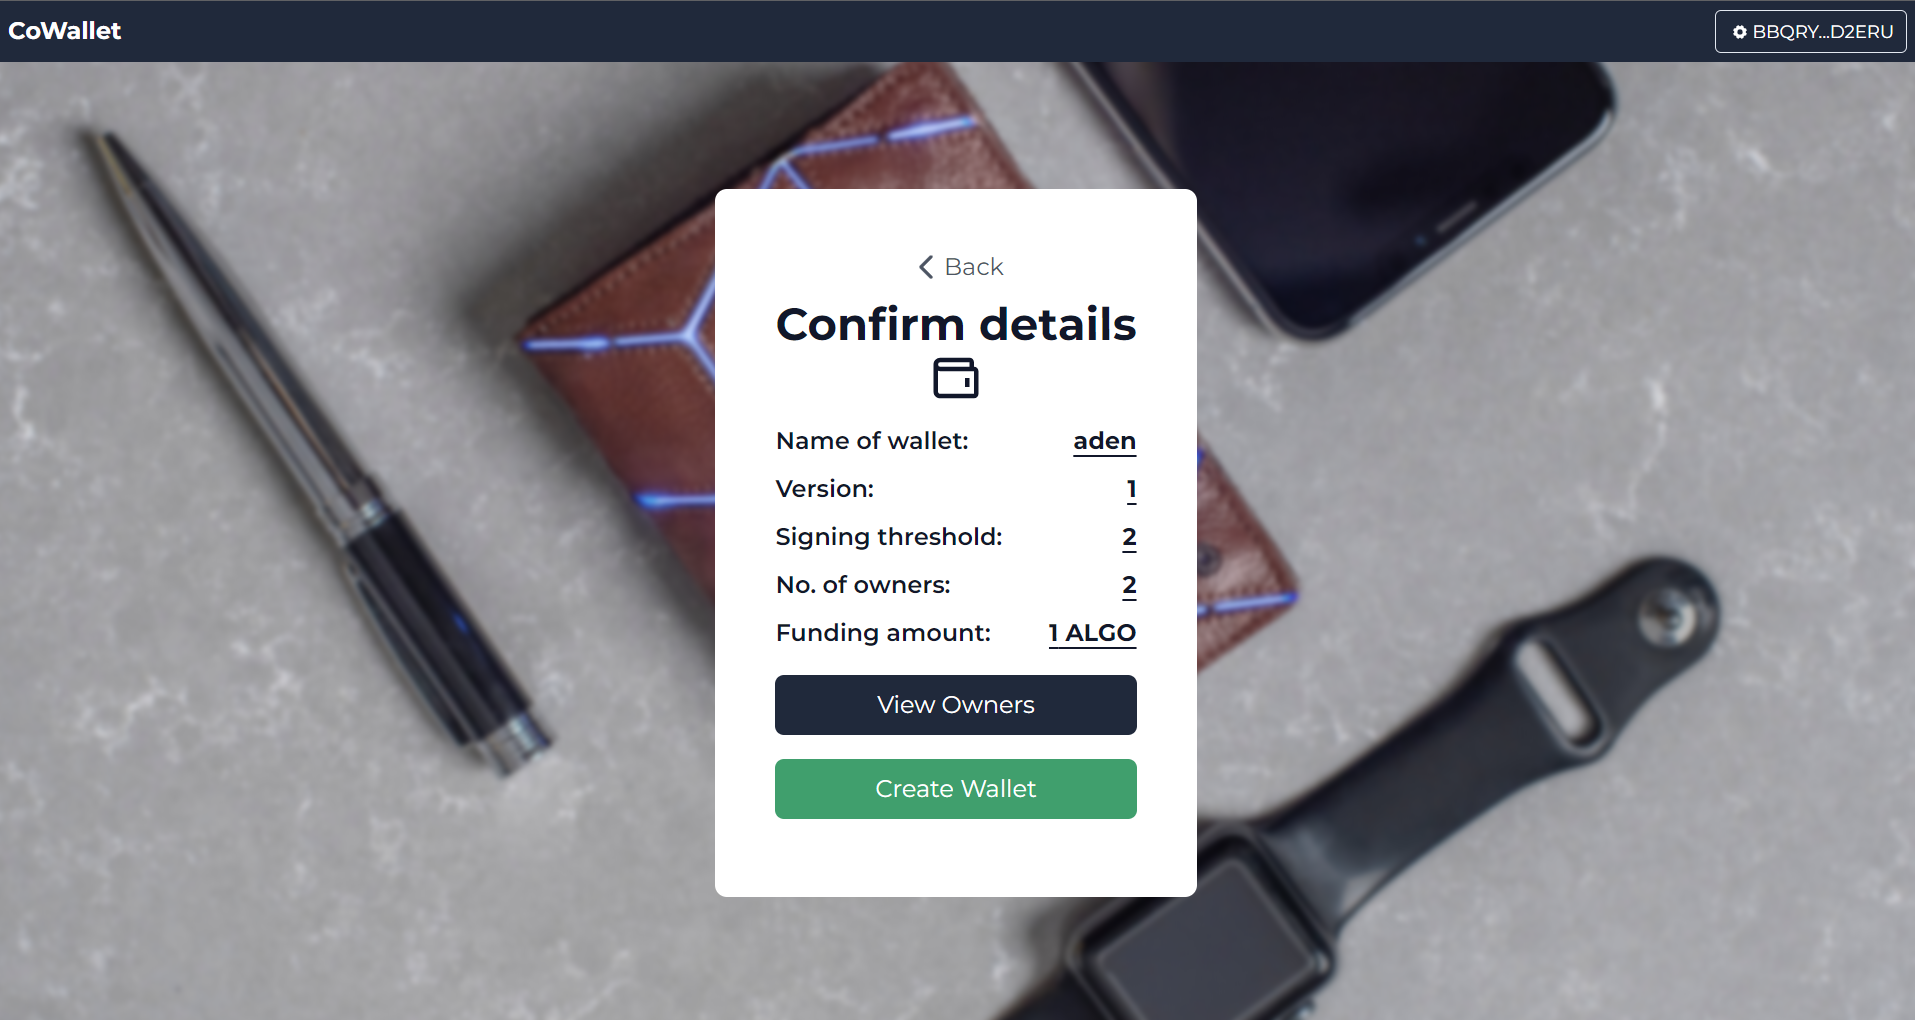 CoWallet
BBQRY...D2ERU
Back
Confirm details
Name of wallet: aden
Version: 1
Signing threshold: 2
No. of owners: 2
Funding amount: 1 ALGO
View Owners
Create Wallet